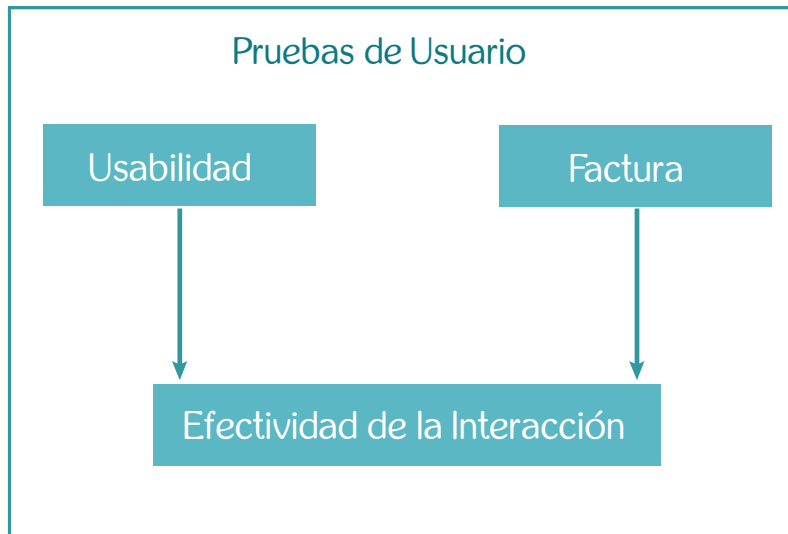 Pruebas de Usuario
Usabilidad
Factura
Efectividad de la Interacción